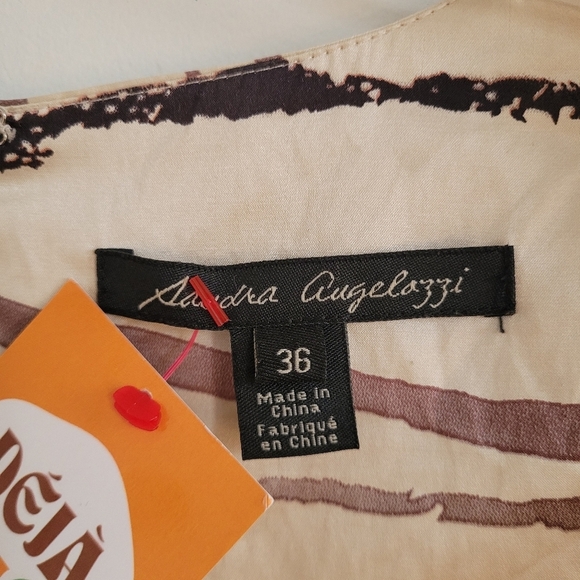 Sandra Angelozzi
36
Made in
China
Fabriqué
en Chine
DÉJÀ